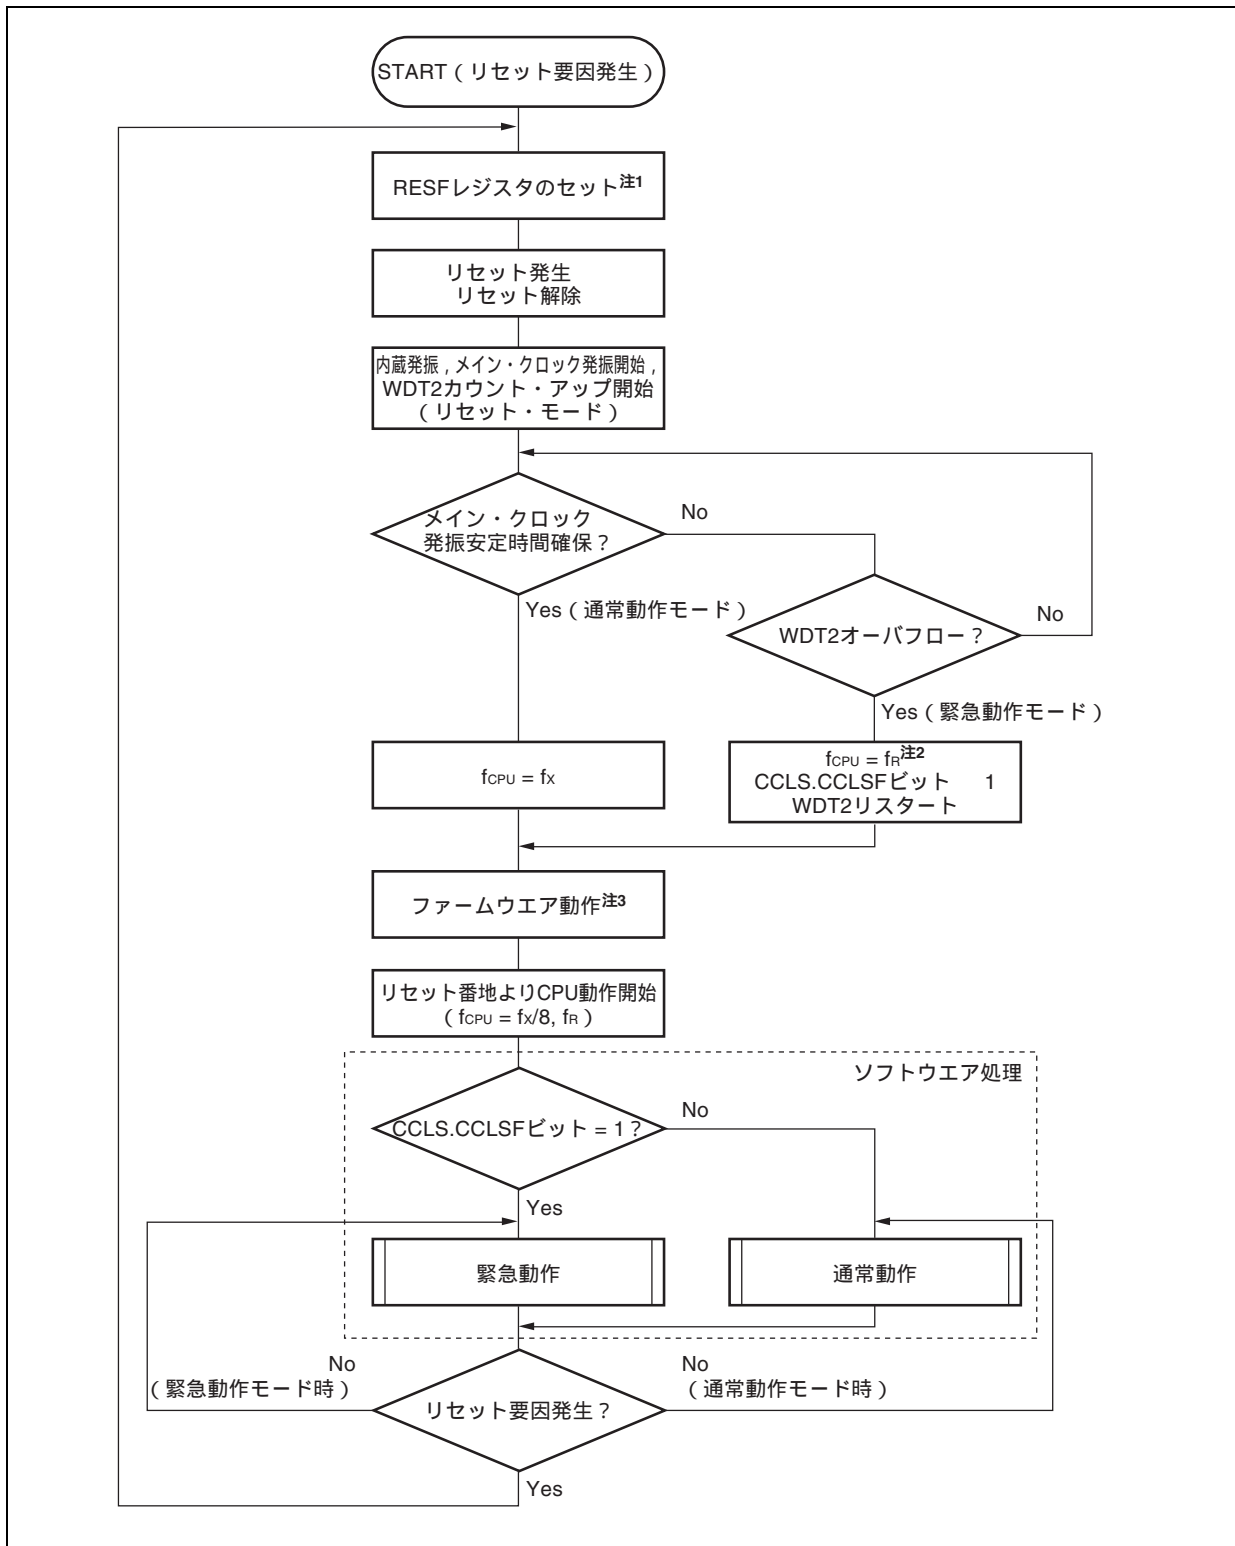 START（リセット要因発生）
RESFレジスタのセット注1
リセット発生
リセット解除
内蔵発振，メイン・クロック発振開始，
WDT2カウント・アップ開始
（リセット・モード）
メイン・クロック
発振安定時間確保？
No
Yes（通常動作モード）
WDT2オーバフロー？
No
Yes（緊急動作モード）
fCPU = fX
fCPU = fR注2
CCLS.CCLSFビット 1
WDT2リスタート
ファームウエア動作注3
リセット番地よりCPU動作開始
（fCPU = fX/8, fR）
ソフトウエア処理
CCLS.CCLSFビット = 1？
No
Yes
緊急動作
通常動作
No
（緊急動作モード時）
No
（通常動作モード時）
リセット要因発生？
Yes